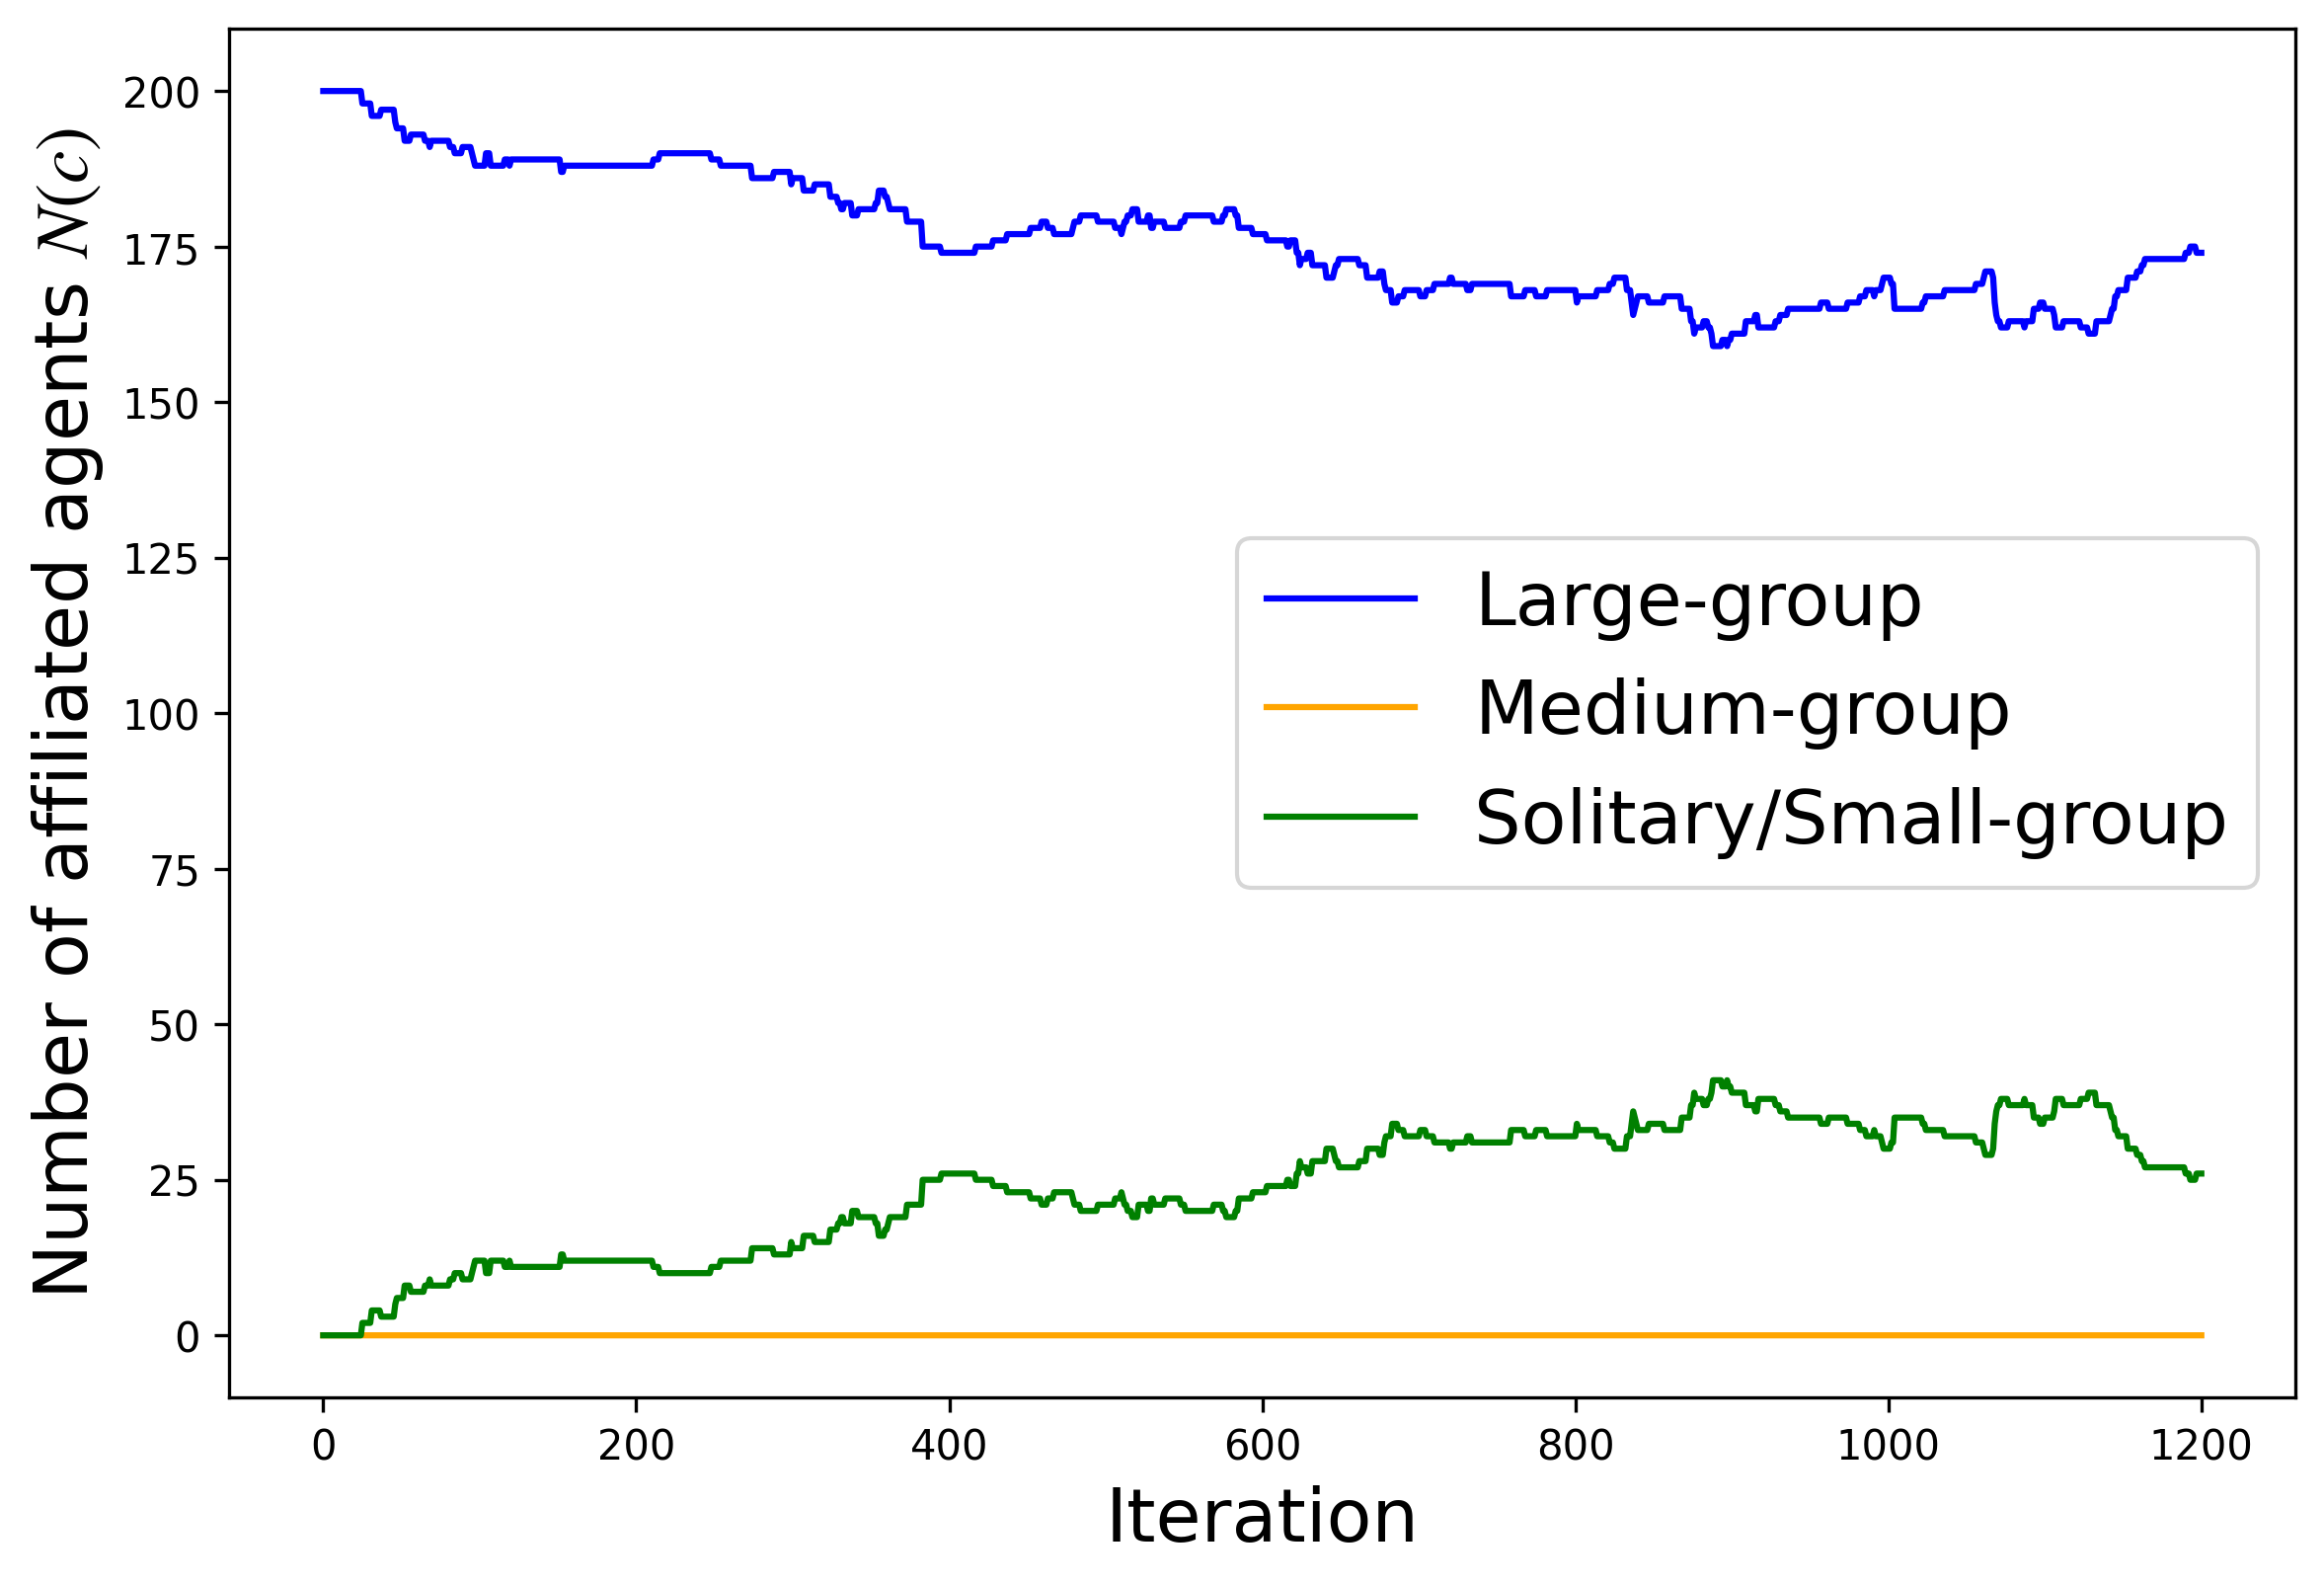 Number of affiliated agents N(c)
200
175
150
125
100
75
50
25
0
Large-group
Medium-group
Solitary/Small-group
0 200 400 600 800 1000 1200
Iteration